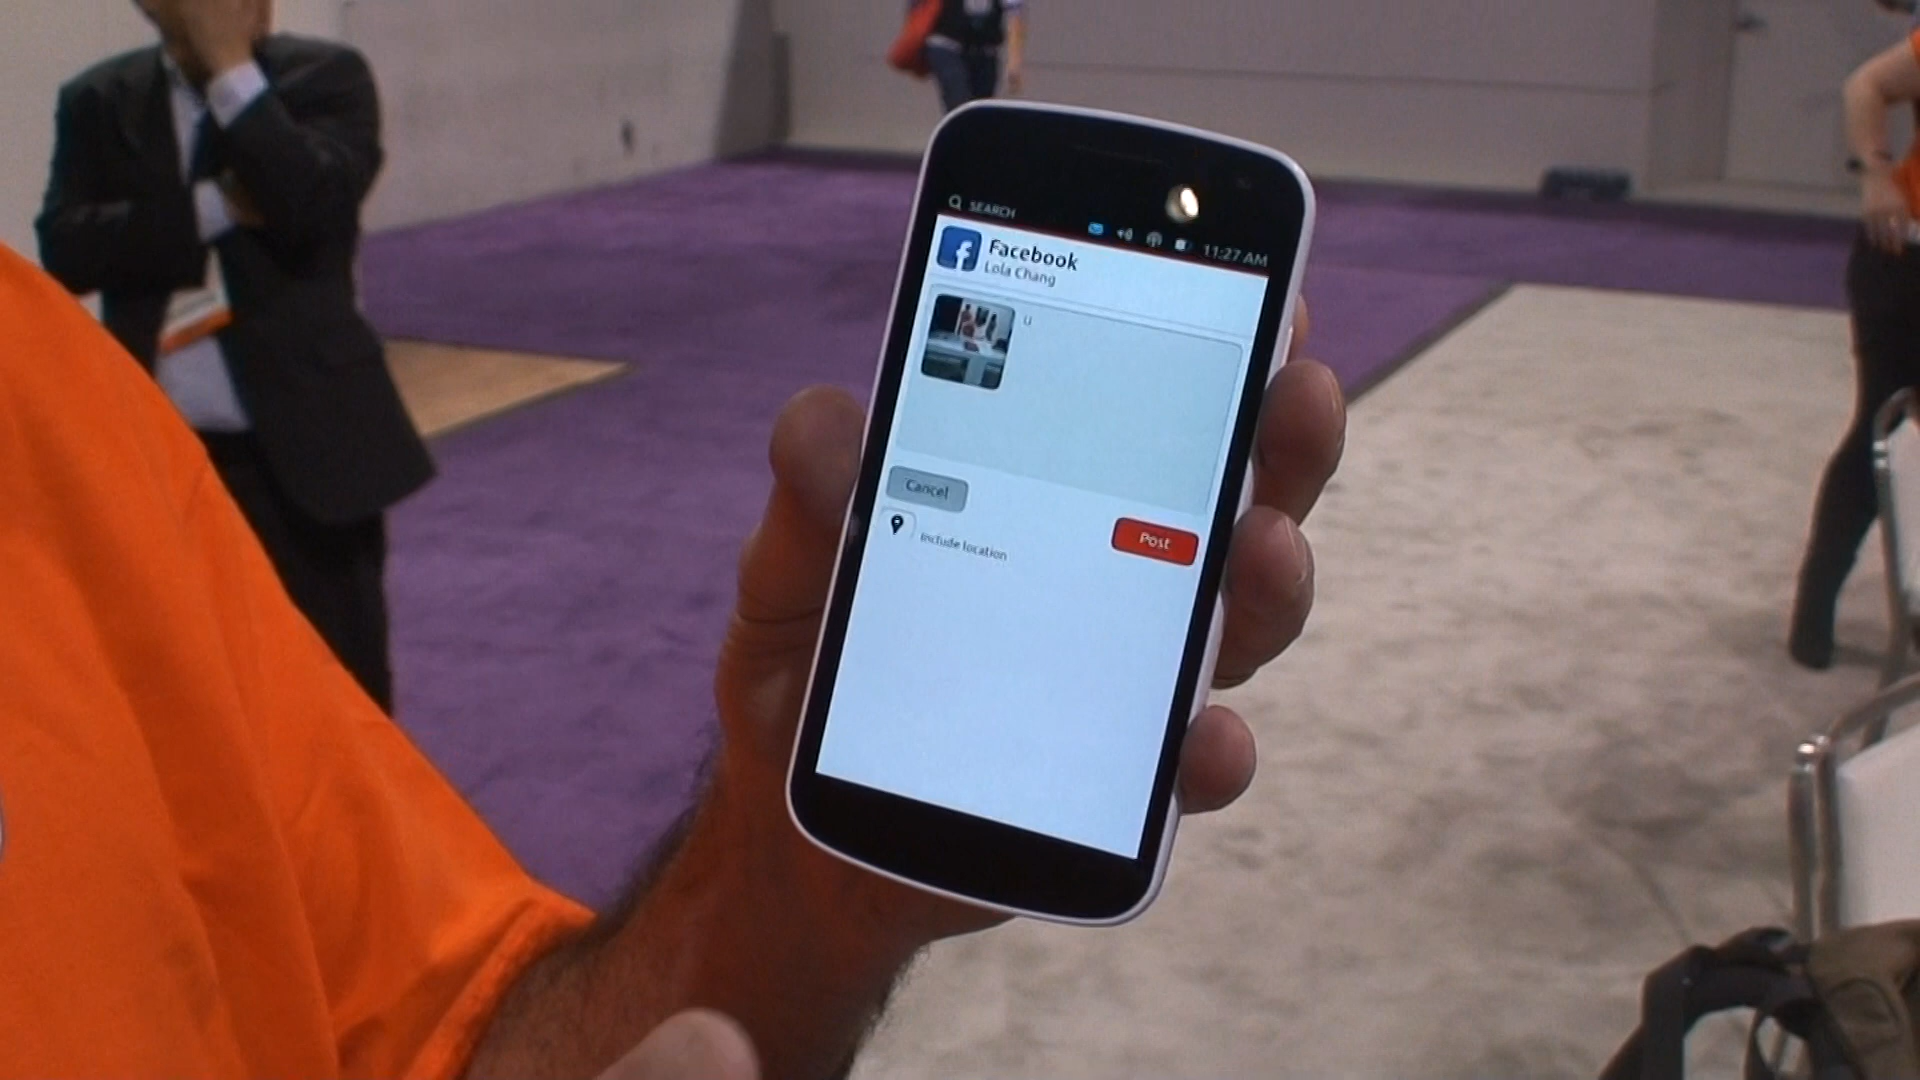 SEARCH
11:27 AM
Facebook
Lola Chang
u
Cancel
Post
Include location